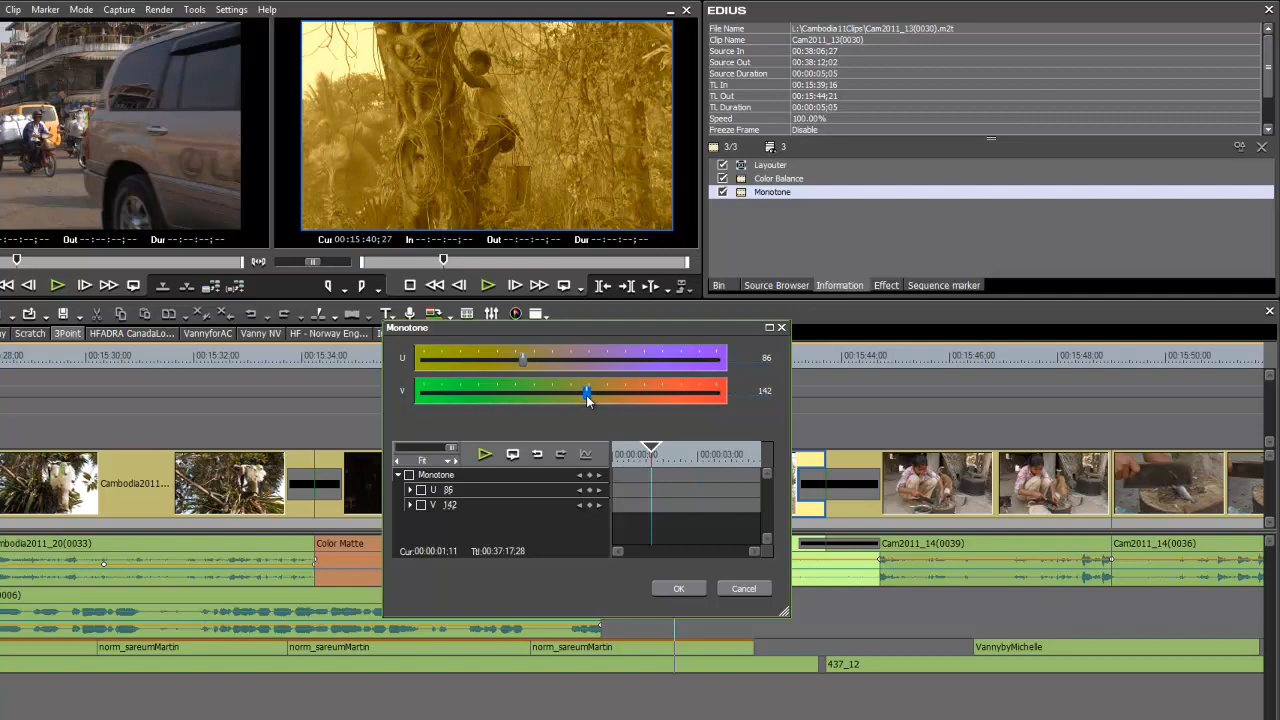 Clip Marker Mode Capture Render Tools Settings Help
EDIUS
File Name L:\Cambodia11Clips\Cam2011_13(0030).m2t
Clip Name Cam2011_13(0030)
Source In 00:38:06;27
Source Out 00:38:12;02
Source Duration 00:00:05;05
TL In 00:15:39;16
TL Out 00:15:44;21
TL Duration 00:00:05;05
Speed 100.00%
Freeze Frame Disable
3/3 3
Layouter
Color Balance
Monotone
--:--:--;-- Out --:--:--;-- Dur --:--:--;--
Cur 00:15:40;27 In --:--:--;-- Out --:--:--;-- Dur --:--:--;--
Bin Source Browser Information Effect Sequence marker
Scratch 3Point HFADRA CanadaLo... VannyforAC Vanny NV HF - Norway Eng...
00:15:30;00 00:15:32;00 00:15:34;00 00:15:44;00 00:15:46;00 00:15:48;00 00:15:50;00
Monotone
U 86
V 142
Fit
00:00:03;00
Monotone
U 86
V 142
Cur:00:00:01;11 Ttl:00:37:17;28
OK Cancel
Cambodia2011...
mbodia2011_20(0033) Color Matte Cam2011_14(0039) Cam2011_14(0036)
0006)
norm_sareumMartin norm_sareumMartin norm_sareumMartin VannybyMichelle
437_12